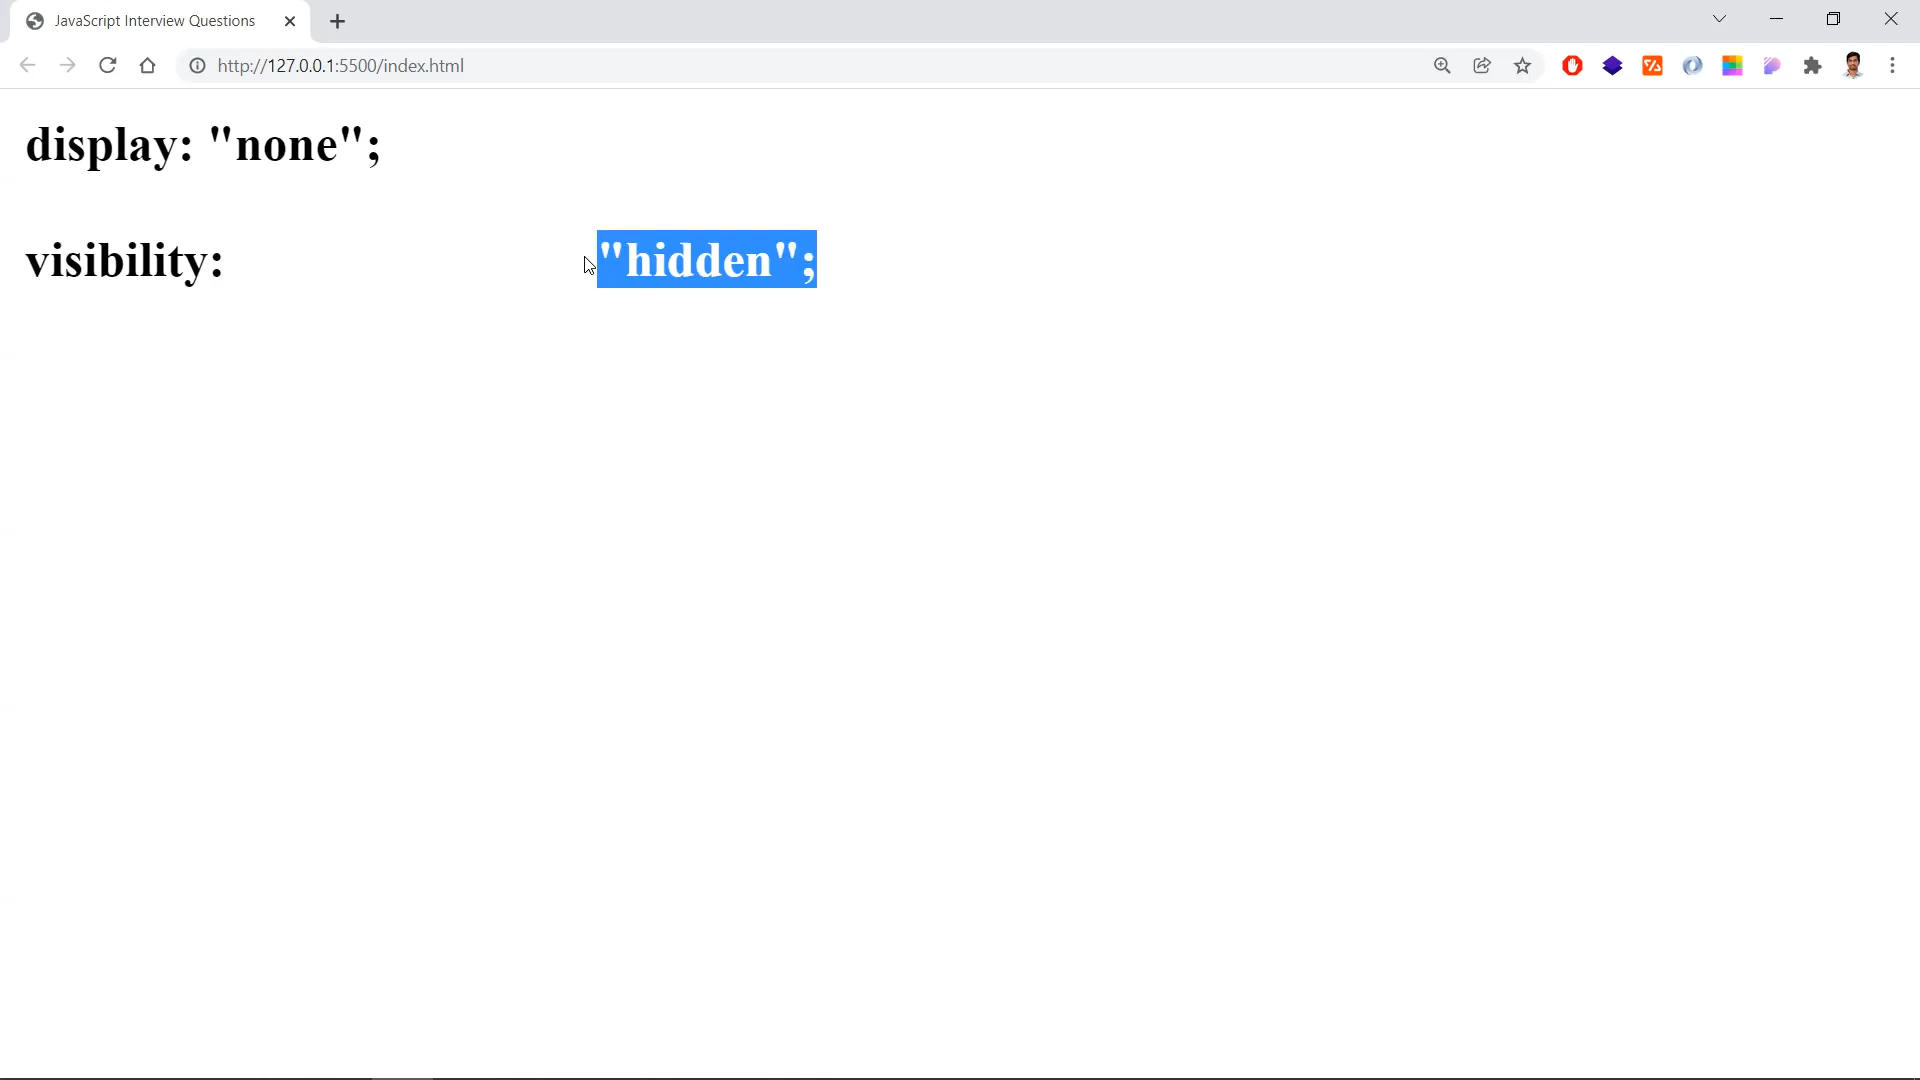 JavaScript Interview Questions
http://127.0.0.1:5500/index.html
display: "none";
visibility: "hidden";